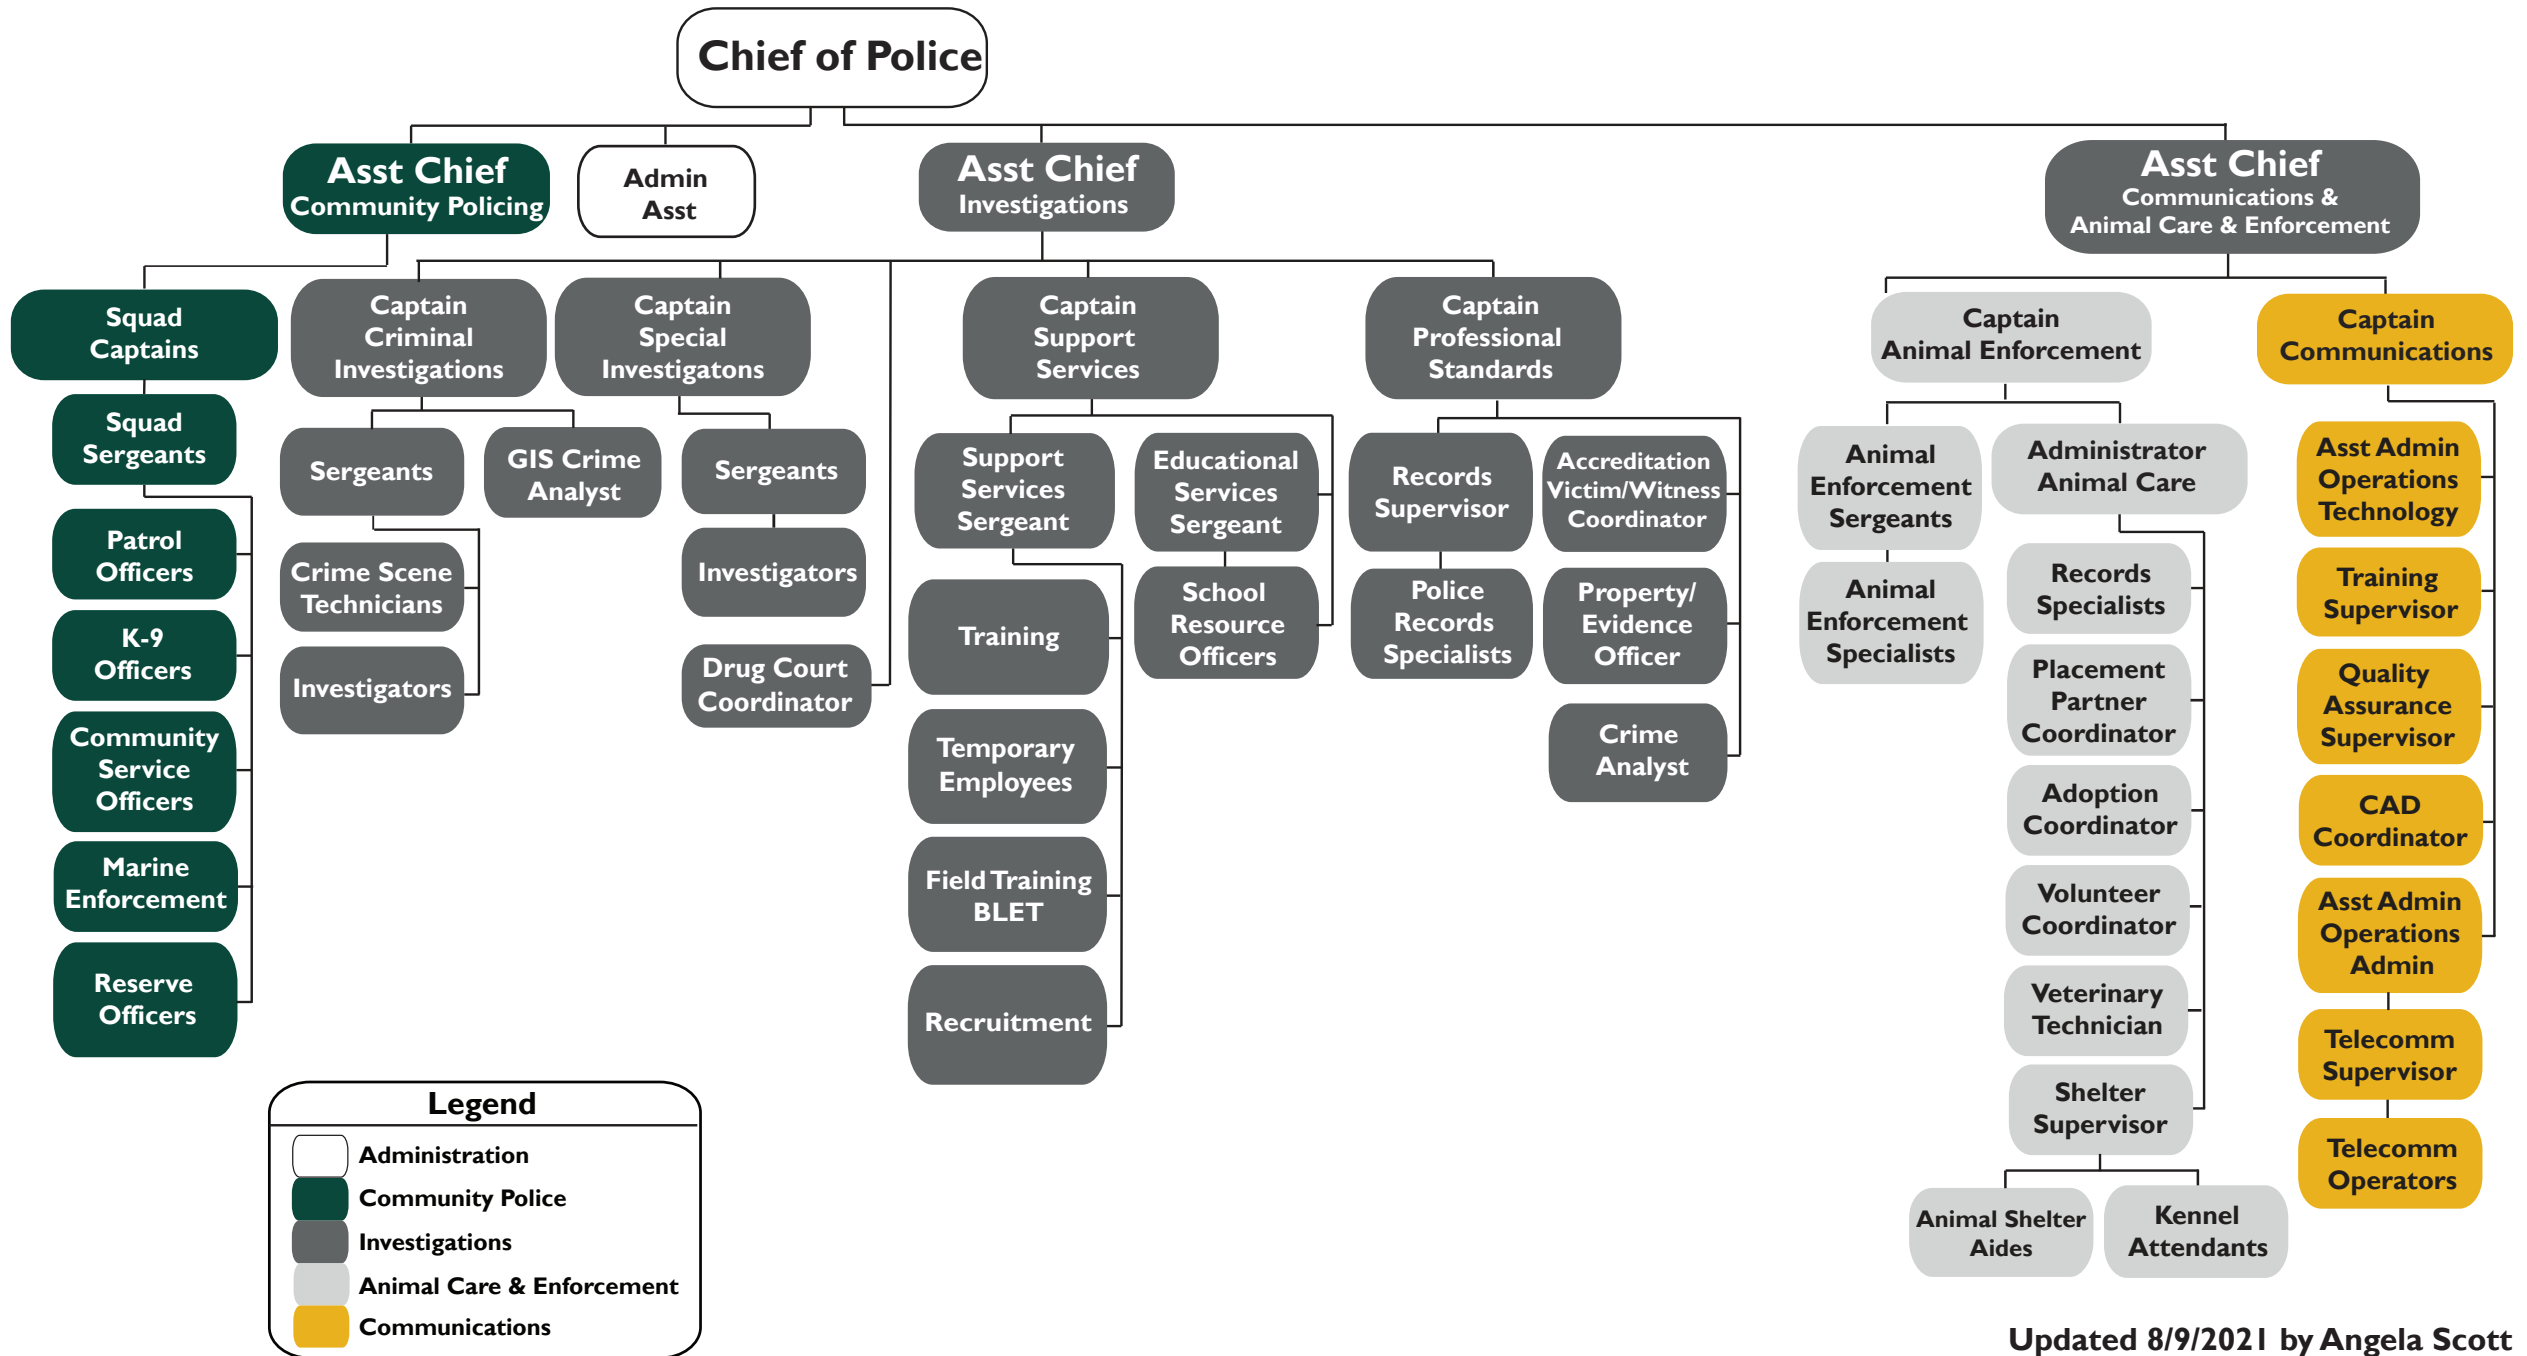 Chief of Police
Asst Chief
Community Policing
Admin
Asst
Asst Chief
Investigations
Asst Chief
Communications &
Animal Care & Enforcement
Squad
Captains
Squad
Sergeants
Patrol
Officers
K-9
Officers
Community
Service
Officers
Marine
Enforcement
Reserve
Officers
Captain
Criminal
Investigations
Sergeants
GIS Crime
Analyst
Crime Scene
Technicians
Investigators
Captain
Special
Investigatons
Sergeants
Investigators
Drug Court
Coordinator
Captain
Support
Services
Support
Services
Sergeant
Training
Temporary
Employees
Field Training
BLET
Recruitment
Educational
Services
Sergeant
School
Resource
Officers
Captain
Professional
Standards
Records
Supervisor
Police
Records
Specialists
Accreditation
Victim/Witness
Coordinator
Property/
Evidence
Officer
Crime
Analyst
Captain
Animal Enforcement
Animal
Enforcement
Sergeants
Animal
Enforcement
Specialists
Administrator
Animal Care
Records
Specialists
Placement
Partner
Coordinator
Adoption
Coordinator
Volunteer
Coordinator
Veterinary
Technician
Shelter
Supervisor
Animal Shelter
Aides
Kennel
Attendants
Captain
Communications
Asst Admin
Operations
Technology
Training
Supervisor
Quality
Assurance
Supervisor
CAD
Coordinator
Asst Admin
Operations
Admin
Telecomm
Supervisor
Telecomm
Operators
Legend
Administration
Community Police
Investigations
Animal Care & Enforcement
Communications
Updated 8/9/2021 by Angela Scott